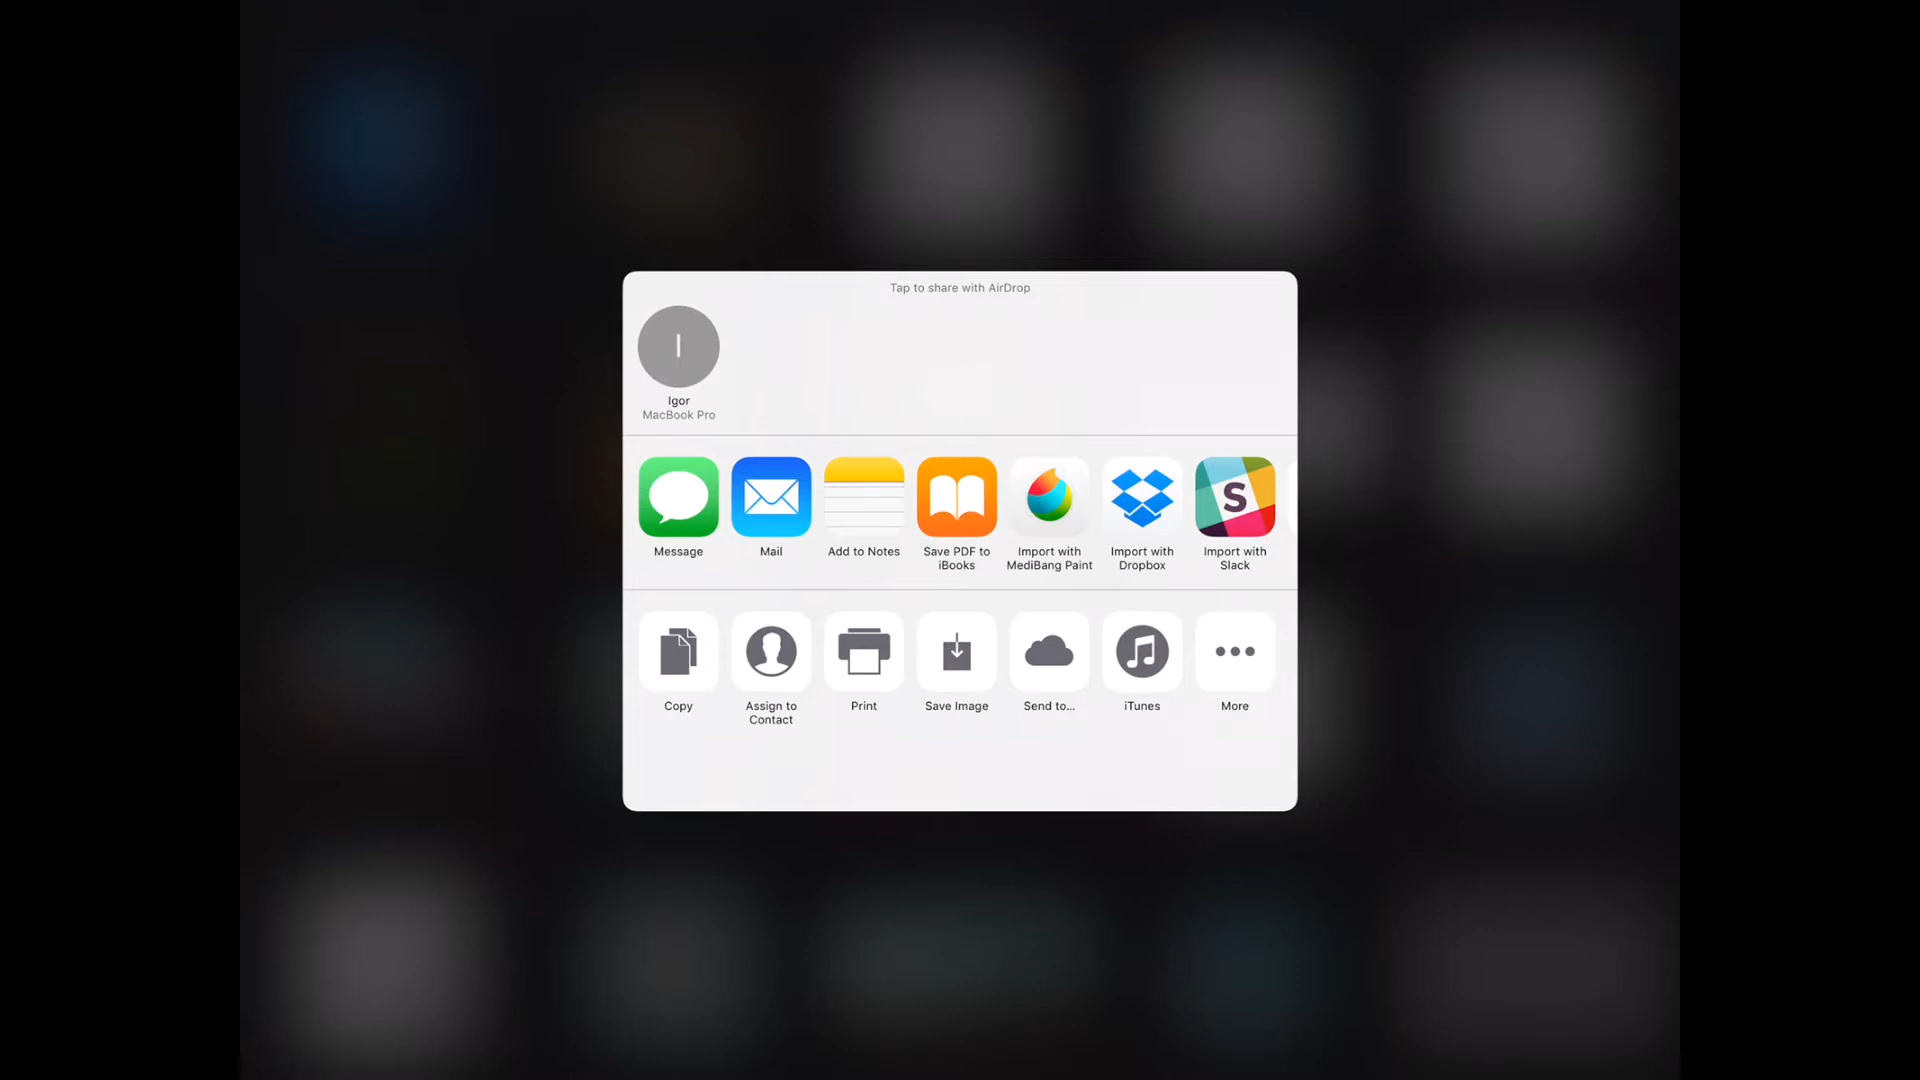 Tap to share with AirDrop
I
Igor
MacBook Pro
Message
Mail
Add to Notes
Save PDF to
iBooks
Import with
MediBang Paint
Import with
Dropbox
S
Import with
Slack
Copy
Assign to
Contact
Print
Save Image
Send to...
iTunes
More